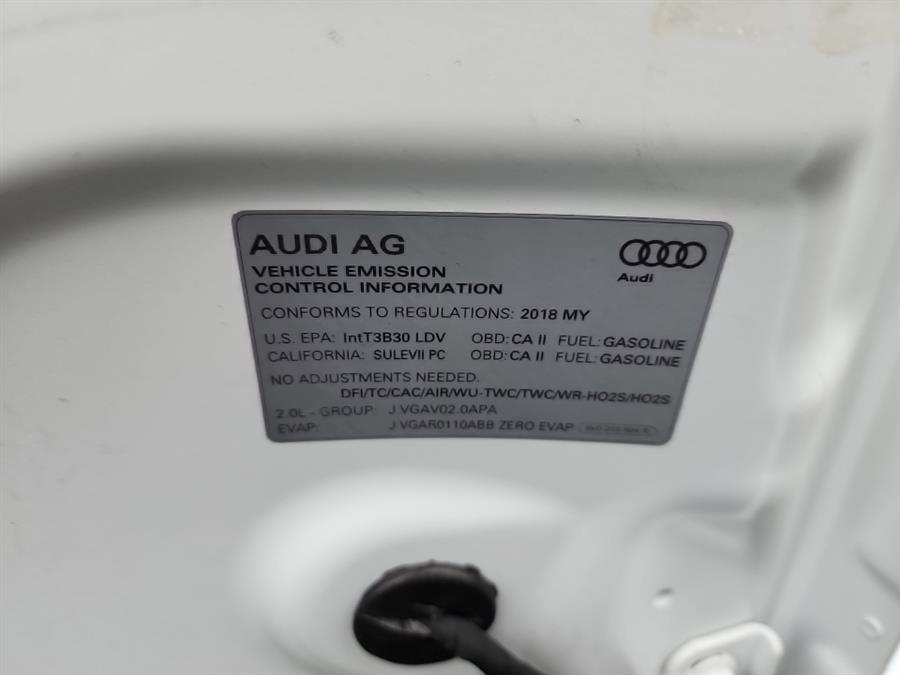 AUDI AG
Audi
VEHICLE EMISSION
CONTROL INFORMATION
CONFORMS TO REGULATIONS: 2018 MY
U.S. EPA: IntT3B30 LDV OBD: CA II FUEL: GASOLINE
CALIFORNIA: SULEVII PC OBD: CA II FUEL: GASOLINE
NO ADJUSTMENTS NEEDED.
DFI/TC/CAC/AIR/WU-TWC/TWC/WR-HO2S/HO2S
2.0L - GROUP: J VGAV02.0APA
EVAP: J VGAR0110ABB ZERO EVAP